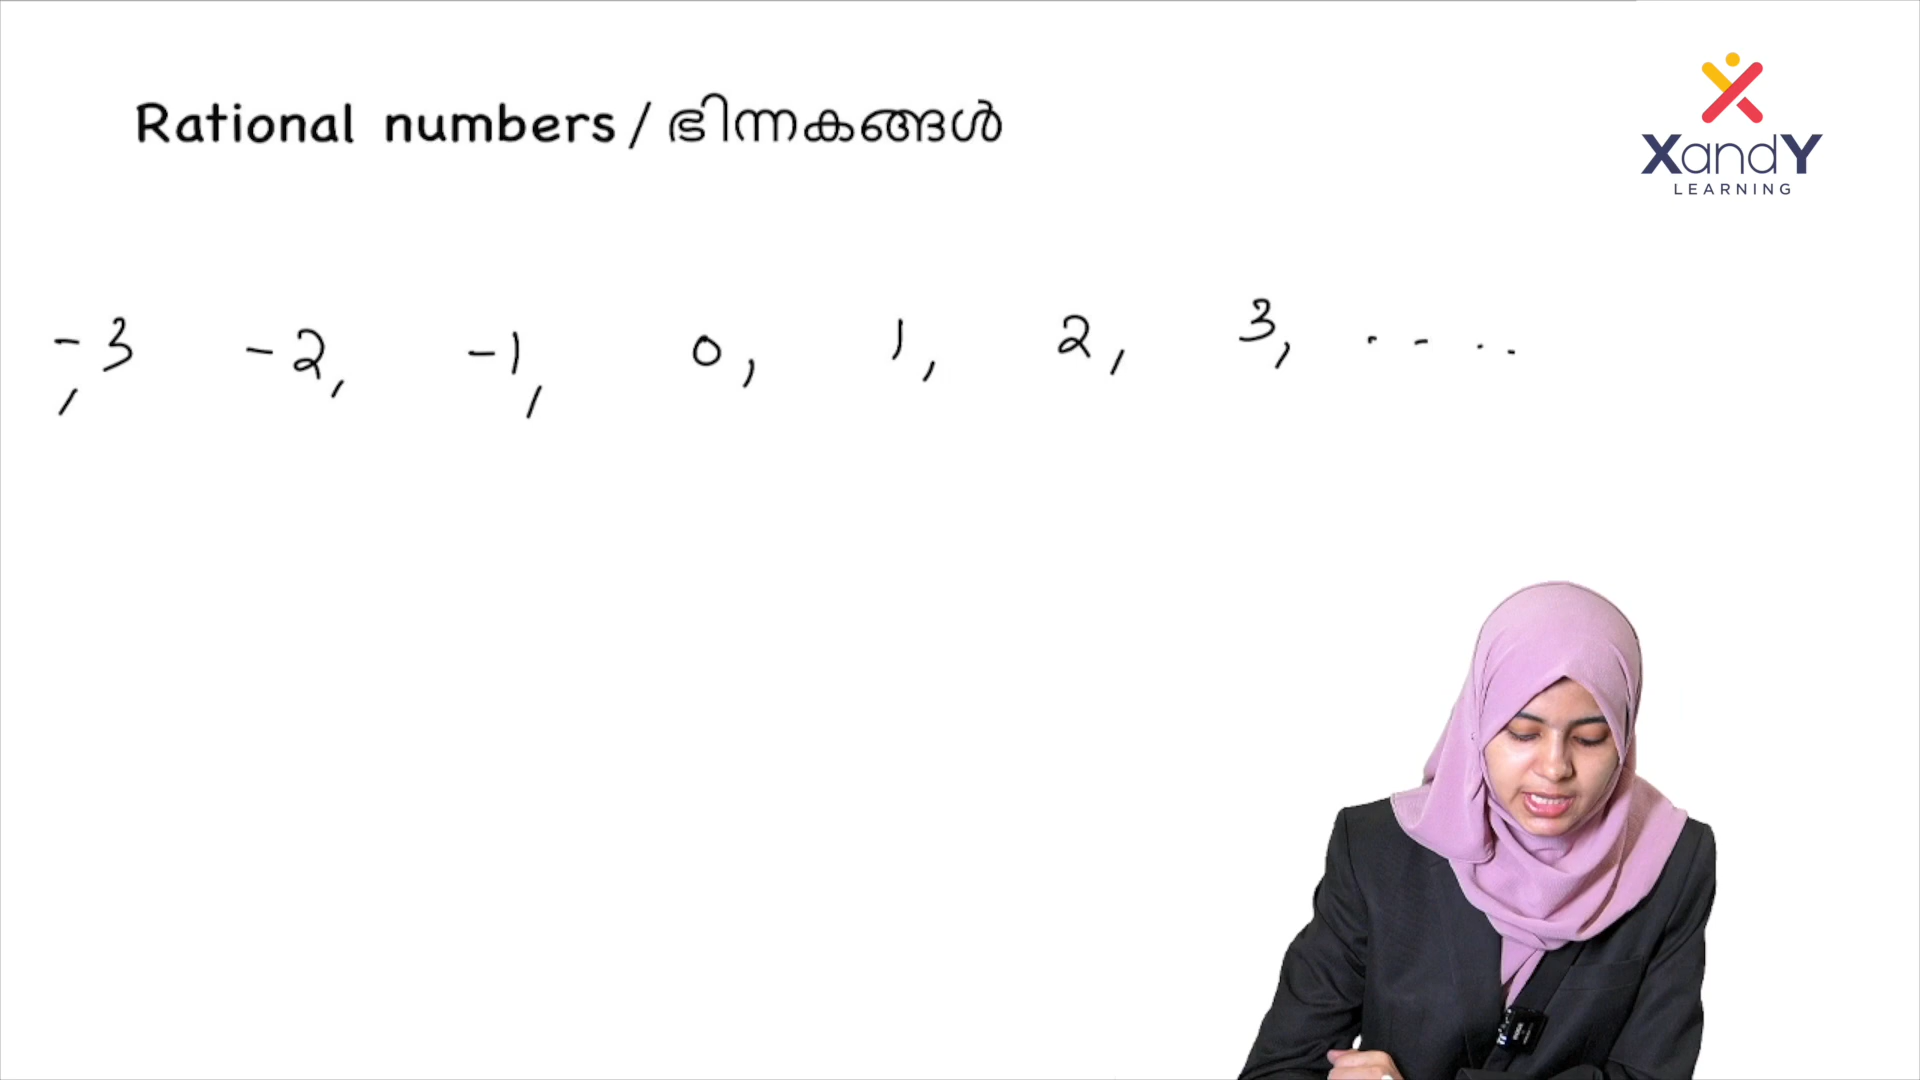 Rational numbers / ഭിന്നകങ്ങൾ
XandY
LEARNING
, -3 -2, -1, 0, 1, 2, 3, ....